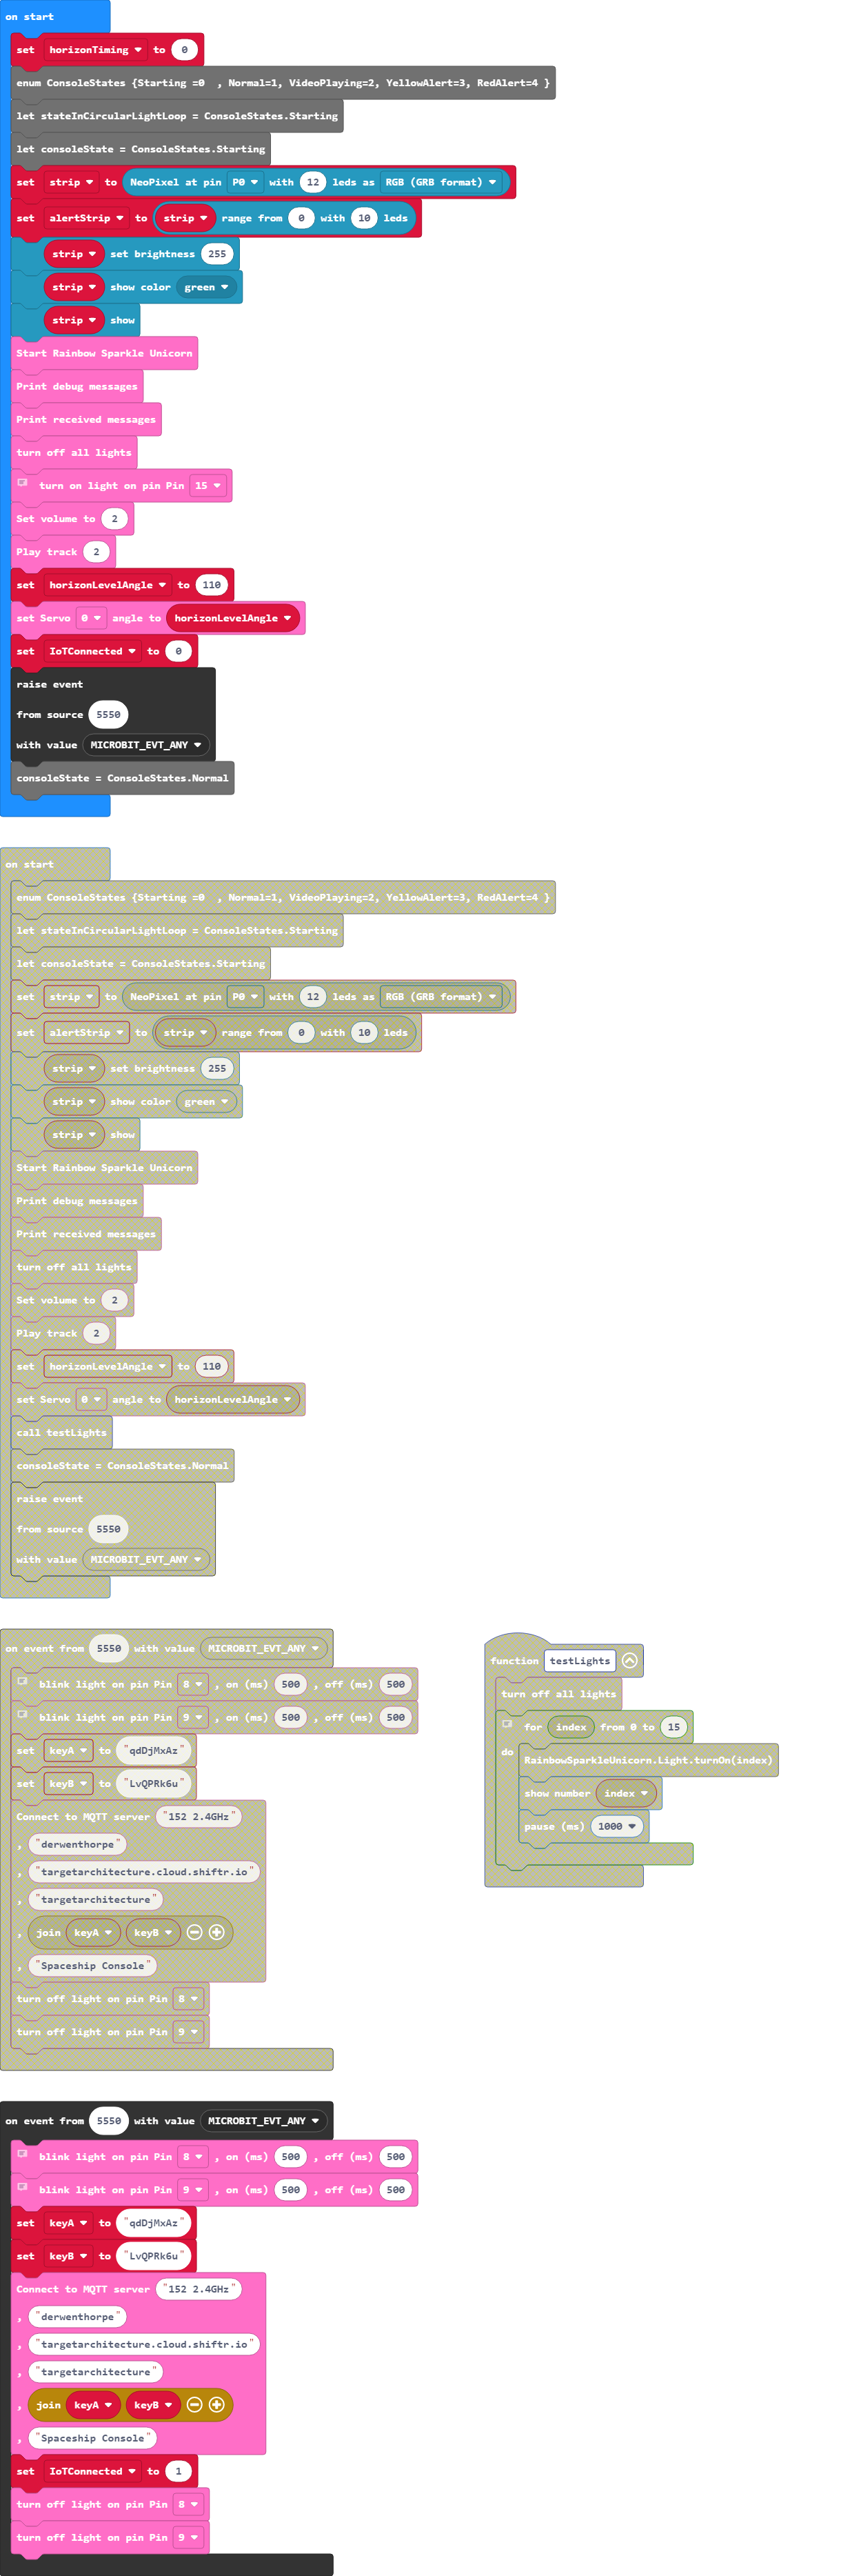 on start
set horizonTiming to 0
enum ConsoleStates {Starting =0  , Normal=1, VideoPlaying=2, YellowAlert=3, RedAlert=4 }
let stateInCircularLightLoop = ConsoleStates.Starting
let consoleState = ConsoleStates.Starting
set strip to NeoPixel at pin P0 with 12 leds as RGB (GRB format)
set alertStrip to strip range from 0 with 10 leds
strip set brightness 255
strip show color green
strip show
Start Rainbow Sparkle Unicorn
Print debug messages
Print received messages
turn off all lights
turn on light on pin Pin 15
Set volume to 2
Play track 2
set horizonLevelAngle to 110
set Servo 0 angle to horizonLevelAngle
set IoTConnected to 0
raise event
from source 5550
with value MICROBIT_EVT_ANY
consoleState = ConsoleStates.Normal
on start
enum ConsoleStates {Starting =0  , Normal=1, VideoPlaying=2, YellowAlert=3, RedAlert=4 }
let stateInCircularLightLoop = ConsoleStates.Starting
let consoleState = ConsoleStates.Starting
set strip to NeoPixel at pin P0 with 12 leds as RGB (GRB format)
set alertStrip to strip range from 0 with 10 leds
strip set brightness 255
strip show color green
strip show
Start Rainbow Sparkle Unicorn
Print debug messages
Print received messages
turn off all lights
Set volume to 2
Play track 2
set horizonLevelAngle to 110
set Servo 0 angle to horizonLevelAngle
call testLights
consoleState = ConsoleStates.Normal
raise event
from source 5550
with value MICROBIT_EVT_ANY
on event from 5550 with value MICROBIT_EVT_ANY
blink light on pin Pin 8 , on (ms) 500 , off (ms) 500
blink light on pin Pin 9 , on (ms) 500 , off (ms) 500
set keyA to "qdDjMxAz"
set keyB to "LvQPRk6u"
Connect to MQTT server "152 2.4GHz"
, "derwenthorpe"
, "targetarchitecture.cloud.shiftr.io"
, "targetarchitecture"
, join keyA keyB
, "Spaceship Console"
turn off light on pin Pin 8
turn off light on pin Pin 9
function testLights
turn off all lights
for index from 0 to 15
do
RainbowSparkleUnicorn.Light.turnOn(index)
show number index
pause (ms) 1000
on event from 5550 with value MICROBIT_EVT_ANY
blink light on pin Pin 8 , on (ms) 500 , off (ms) 500
blink light on pin Pin 9 , on (ms) 500 , off (ms) 500
set keyA to "qdDjMxAz"
set keyB to "LvQPRk6u"
Connect to MQTT server "152 2.4GHz"
, "derwenthorpe"
, "targetarchitecture.cloud.shiftr.io"
, "targetarchitecture"
, join keyA keyB
, "Spaceship Console"
set IoTConnected to 1
turn off light on pin Pin 8
turn off light on pin Pin 9